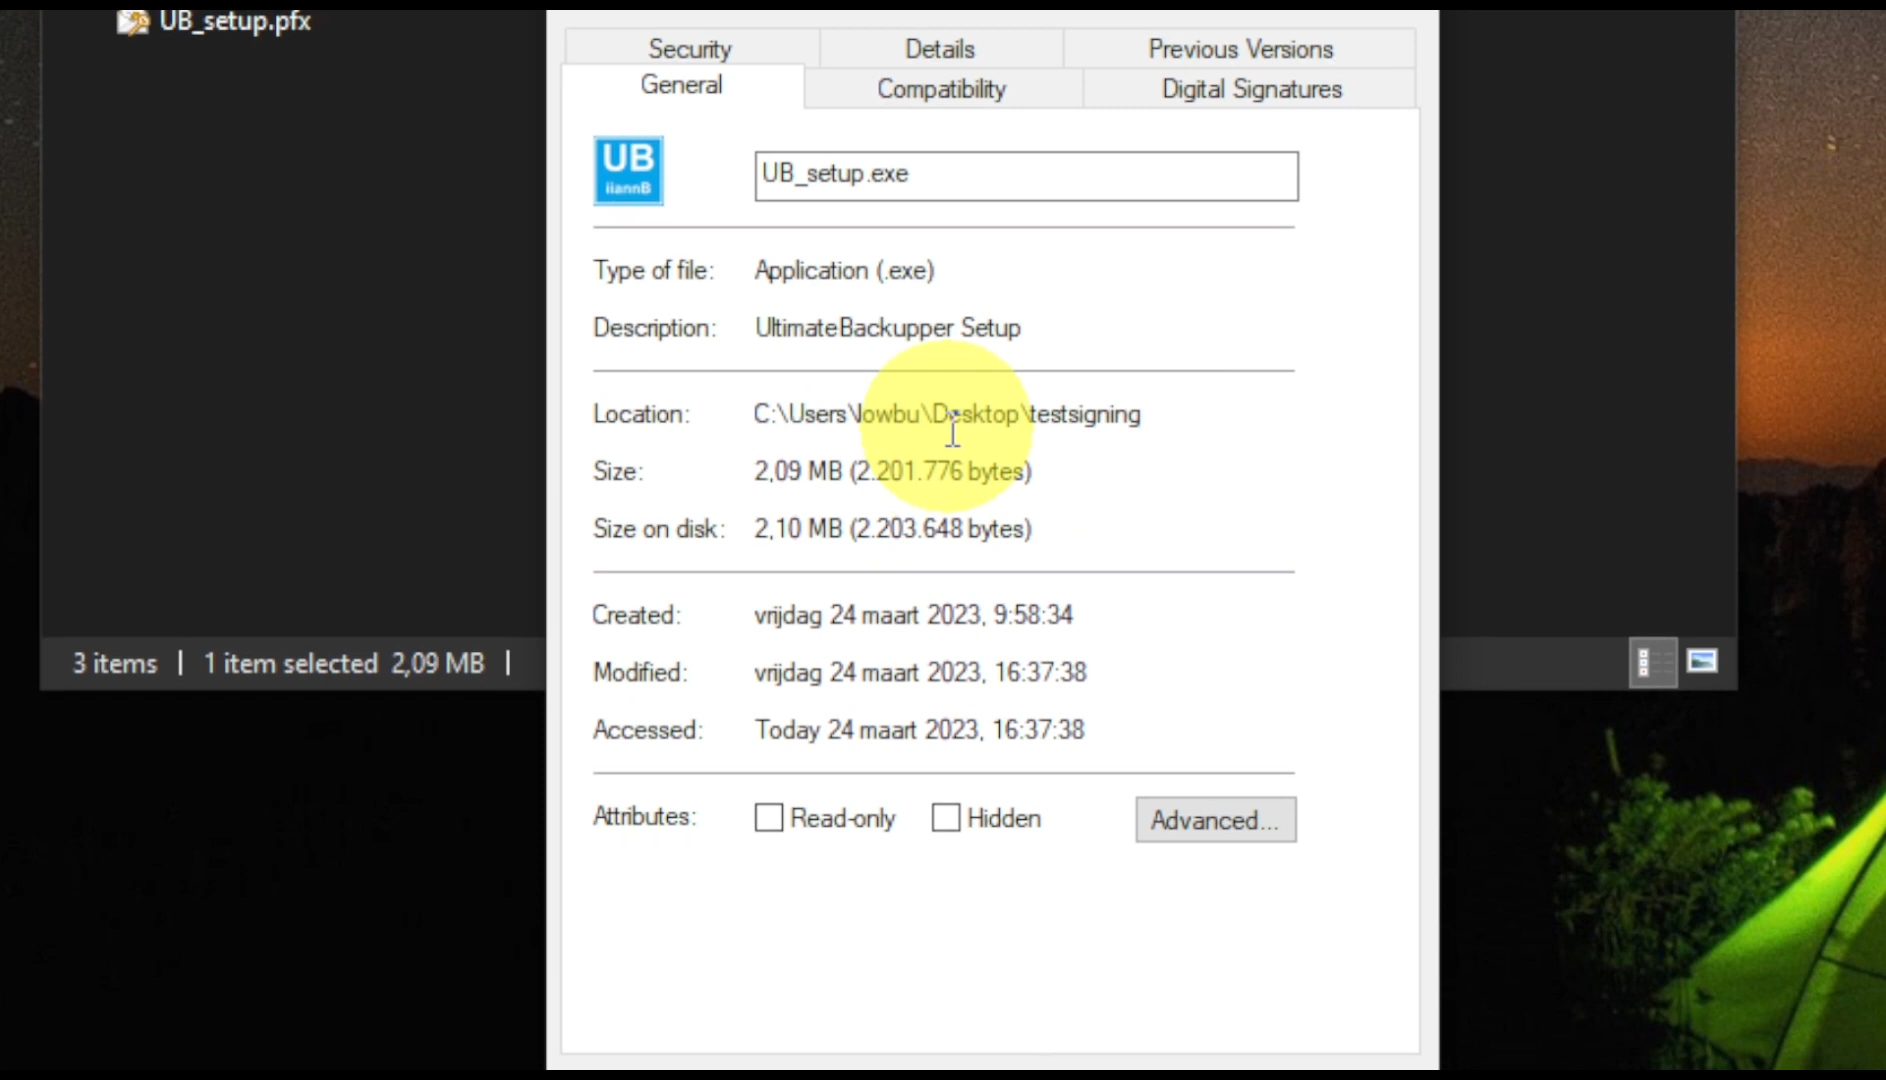 UB_setup.pfx
Security Details Previous Versions
General Compatibility Digital Signatures
UB
iiannB
UB_setup.exe
Type of file: Application (.exe)
Description: UltimateBackupper Setup
Location: C:\Users\lowbu\Desktop\testsigning
Size: 2,09 MB (2.201.776 bytes)
Size on disk: 2,10 MB (2.203.648 bytes)
Created: vrijdag 24 maart 2023, 9:58:34
3 items | 1 item selected 2,09 MB |
Modified: vrijdag 24 maart 2023, 16:37:38
Accessed: Today 24 maart 2023, 16:37:38
Attributes: Read-only Hidden Advanced...